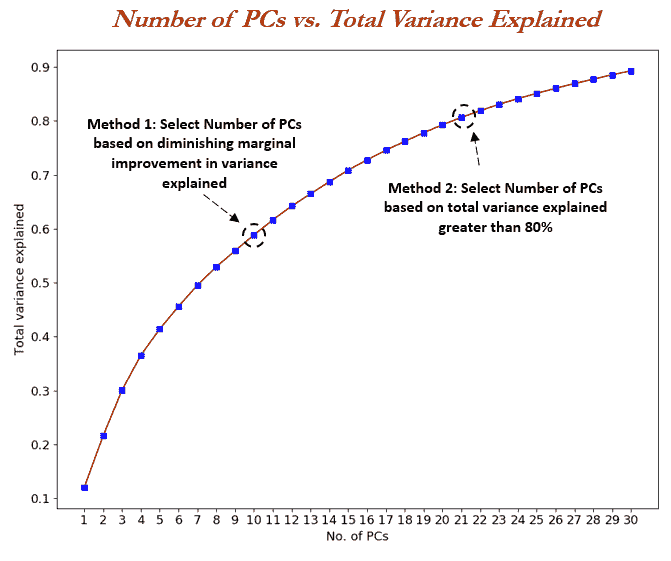 Number of PCs vs. Total Variance Explained
0.9
0.8
0.7
0.6
0.5
0.4
0.3
0.2
0.1
Total variance explained
Method 1: Select Number of PCs
based on diminishing marginal
improvement in variance
explained
Method 2: Select Number of PCs
based on total variance explained
greater than 80%
1 2 3 4 5 6 7 8 9 10 11 12 13 14 15 16 17 18 19 20 21 22 23 24 25 26 27 28 29 30
No. of PCs